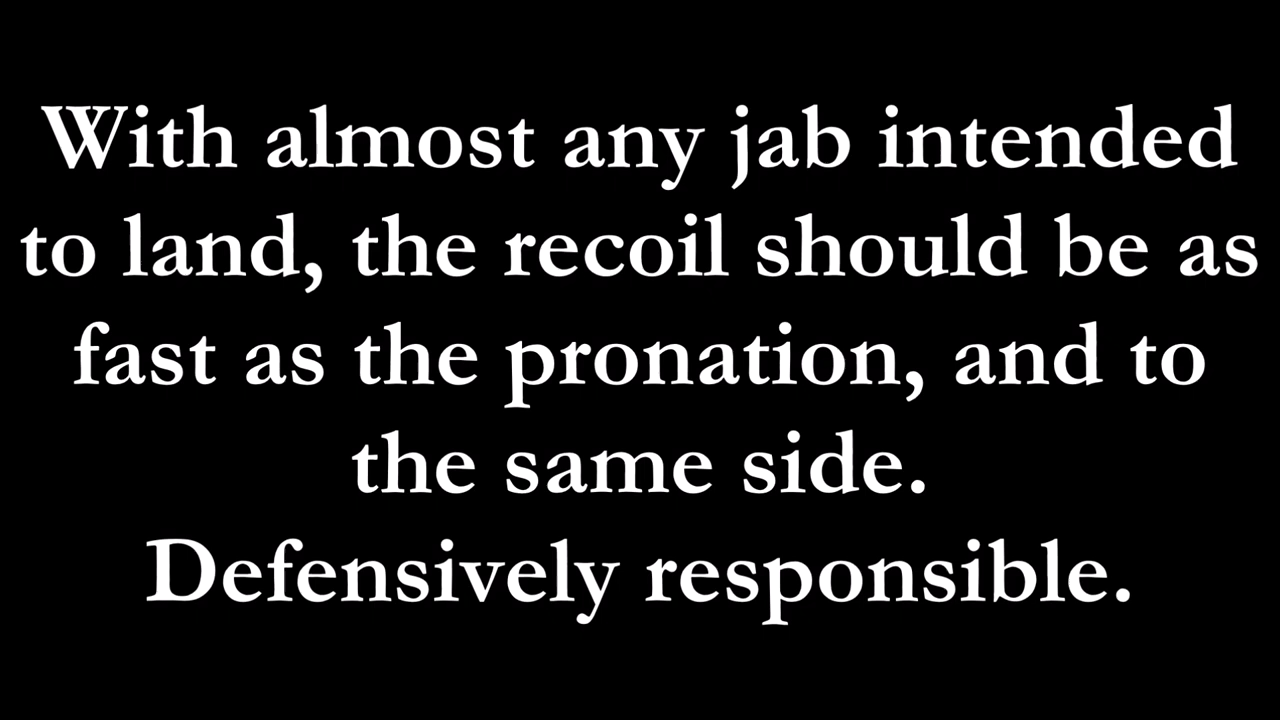 With almost any jab intended
to land, the recoil should be as
fast as the pronation, and to
the same side.
Defensively responsible.